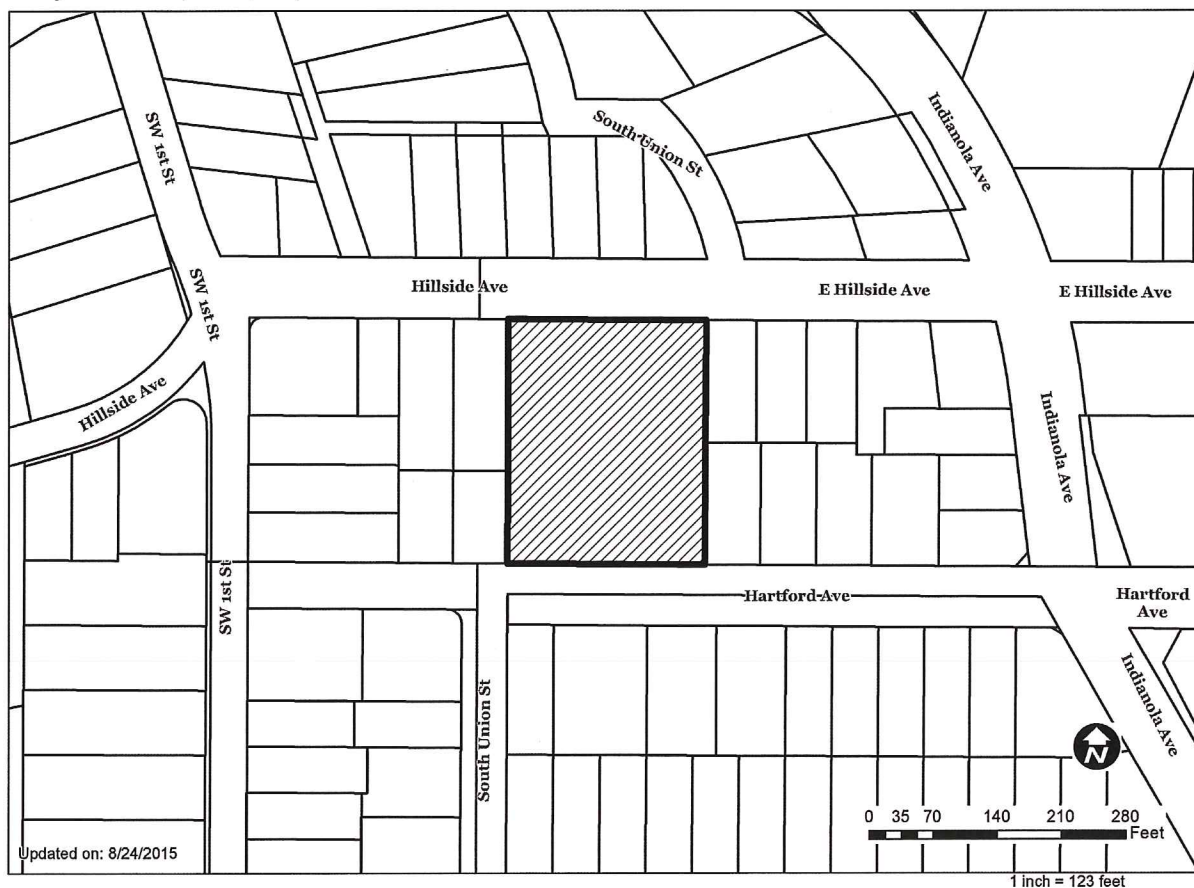 SW 1st St
South Union St
Indianola Ave
SW 1st St
Hillside Ave
E Hillside Ave
E Hillside Ave
Hillside Ave
Indianola Ave
SW 1st St
Hartford Ave
Hartford
Ave
South Union St
Indianola Ave
N
0 35 70 140 210 280
Feet
Updated on: 8/24/2015
1 inch = 123 feet